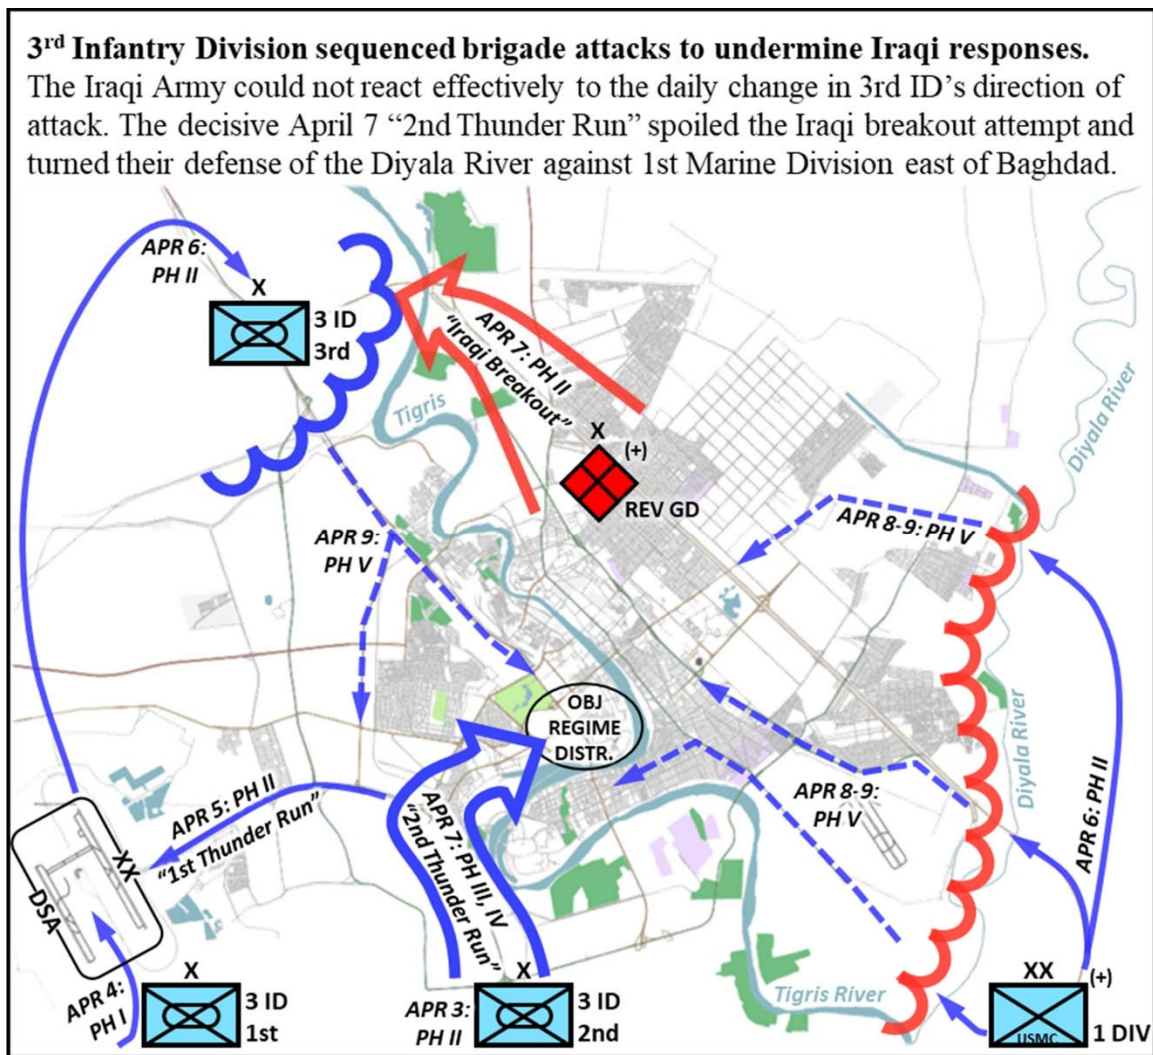 3rd Infantry Division sequenced brigade attacks to undermine Iraqi responses.
The Iraqi Army could not react effectively to the daily change in 3rd ID’s direction of
attack. The decisive April 7 “2nd Thunder Run” spoiled the Iraqi breakout attempt and
turned their defense of the Diyala River against 1st Marine Division east of Baghdad.
APR 6:
PH II
X
3 ID
3rd
APR 7: PH II
“Iraqi Breakout”
Tigris
X
(+)
REV GD
Diyala River
APR 8-9: PH V
APR 9:
PH V
OBJ
REGIME
DISTR.
Diyala River
APR 8-9:
PH V
APR 6: PH II
APR 5: PH II
“1st Thunder Run”
APR 7: PH III, IV
“2nd Thunder Run”
XX
DSA
APR 4:
PH I
X
3 ID
1st
APR 3:
PH II
X
3 ID
2nd
Tigris River
XX
(+)
USMC
1 DIV